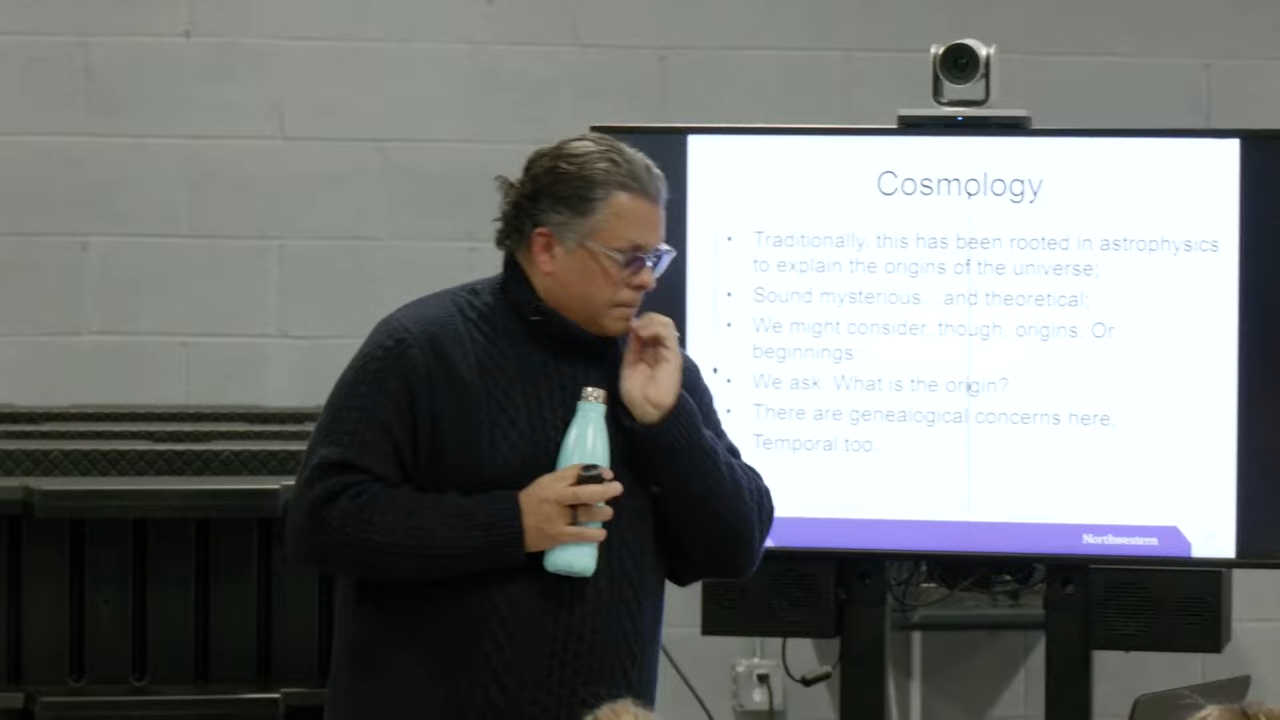 Cosmology
• Traditionally, this has been rooted in astrophysics
to explain the origins of the universe;
• Sound mysterious...and theoretical;
• We might consider, though, origins. Or
beginnings;
• We ask: What is the origin?
• There are genealogical concerns here;
Temporal too.
Northwestern